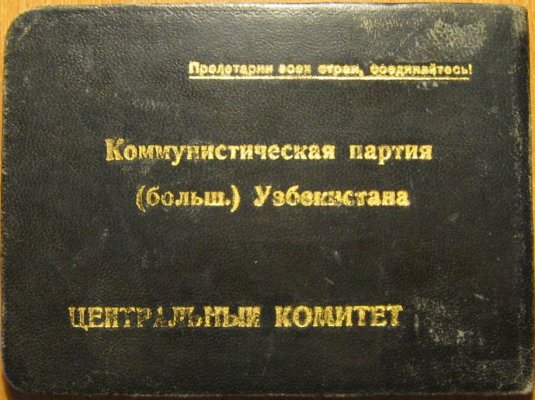 Пролетарии всех стран, соединяйтесь!
Коммунистическая партия
(больш.) Узбекистана
ЦЕНТРАЛЬНЫЙ КОМИТЕТ